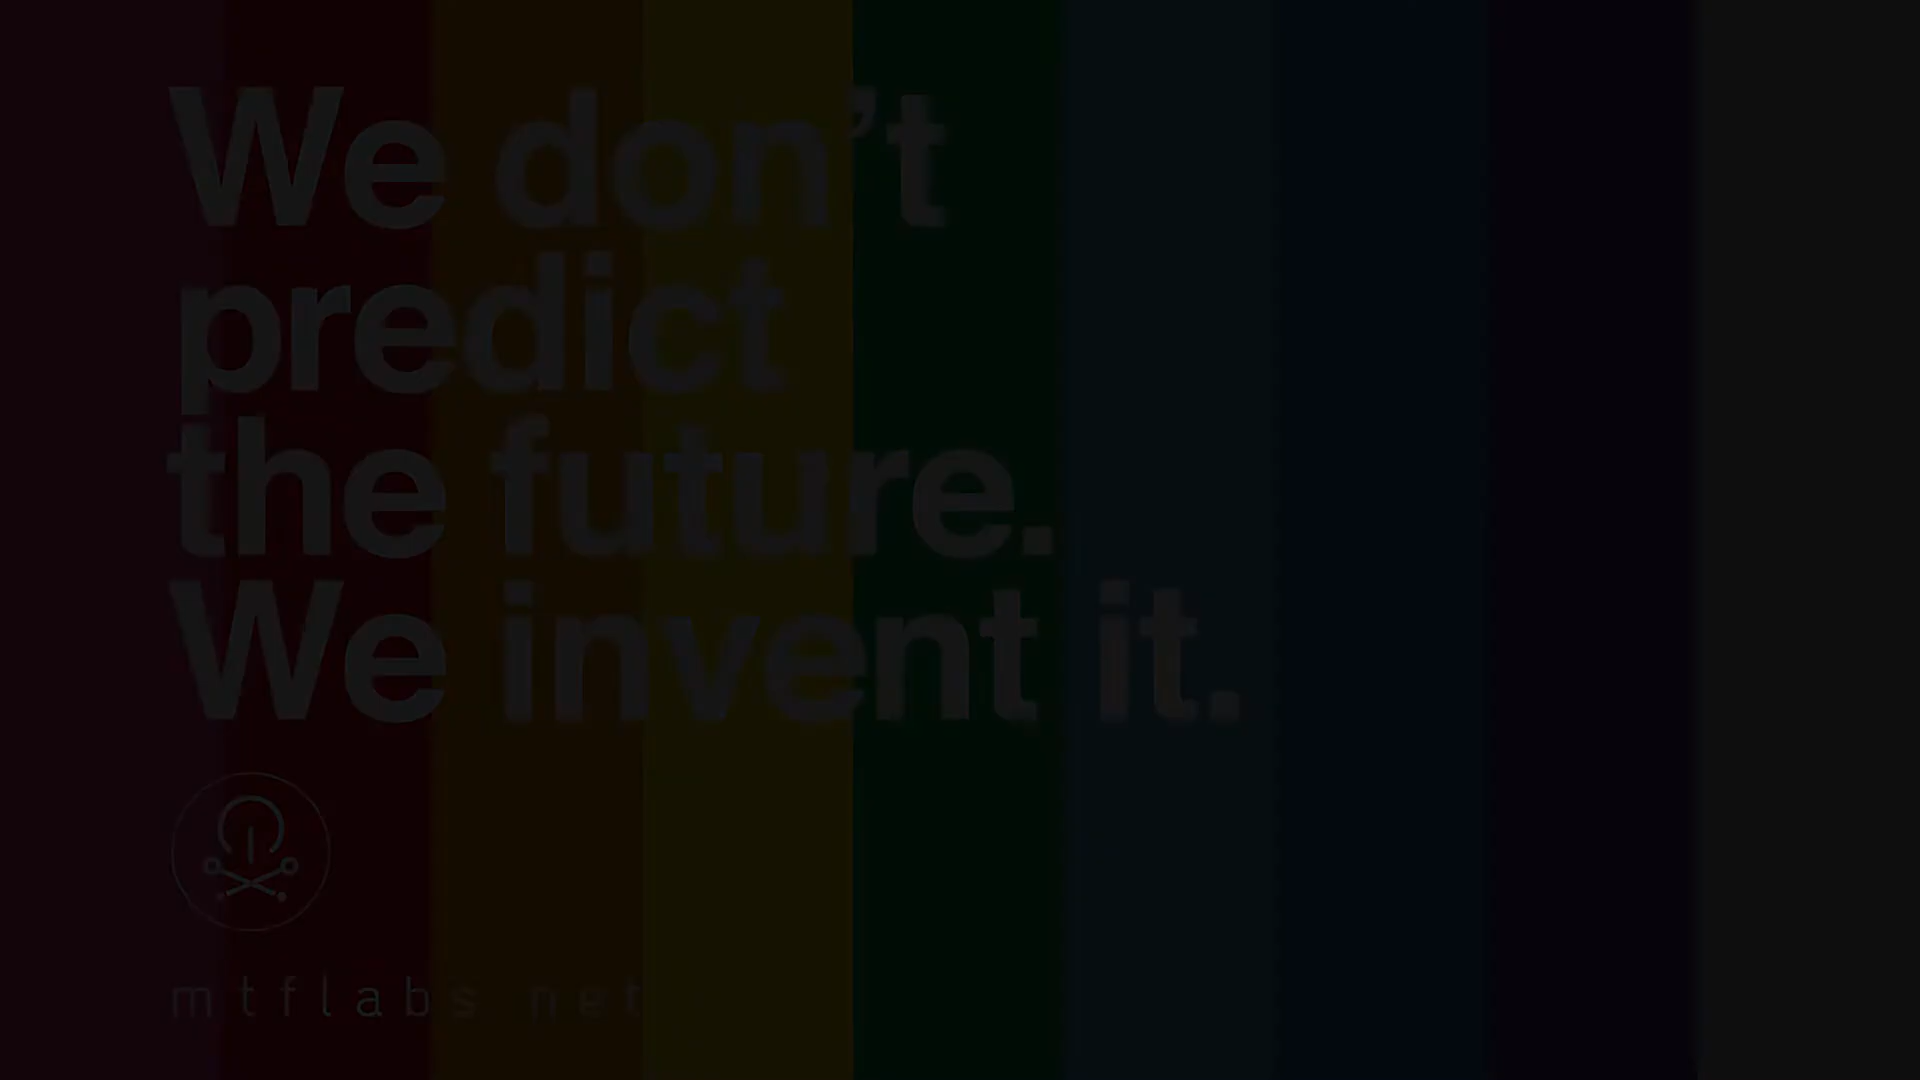 We don’t
predict
the future.
We invent it.
mtflabs.net